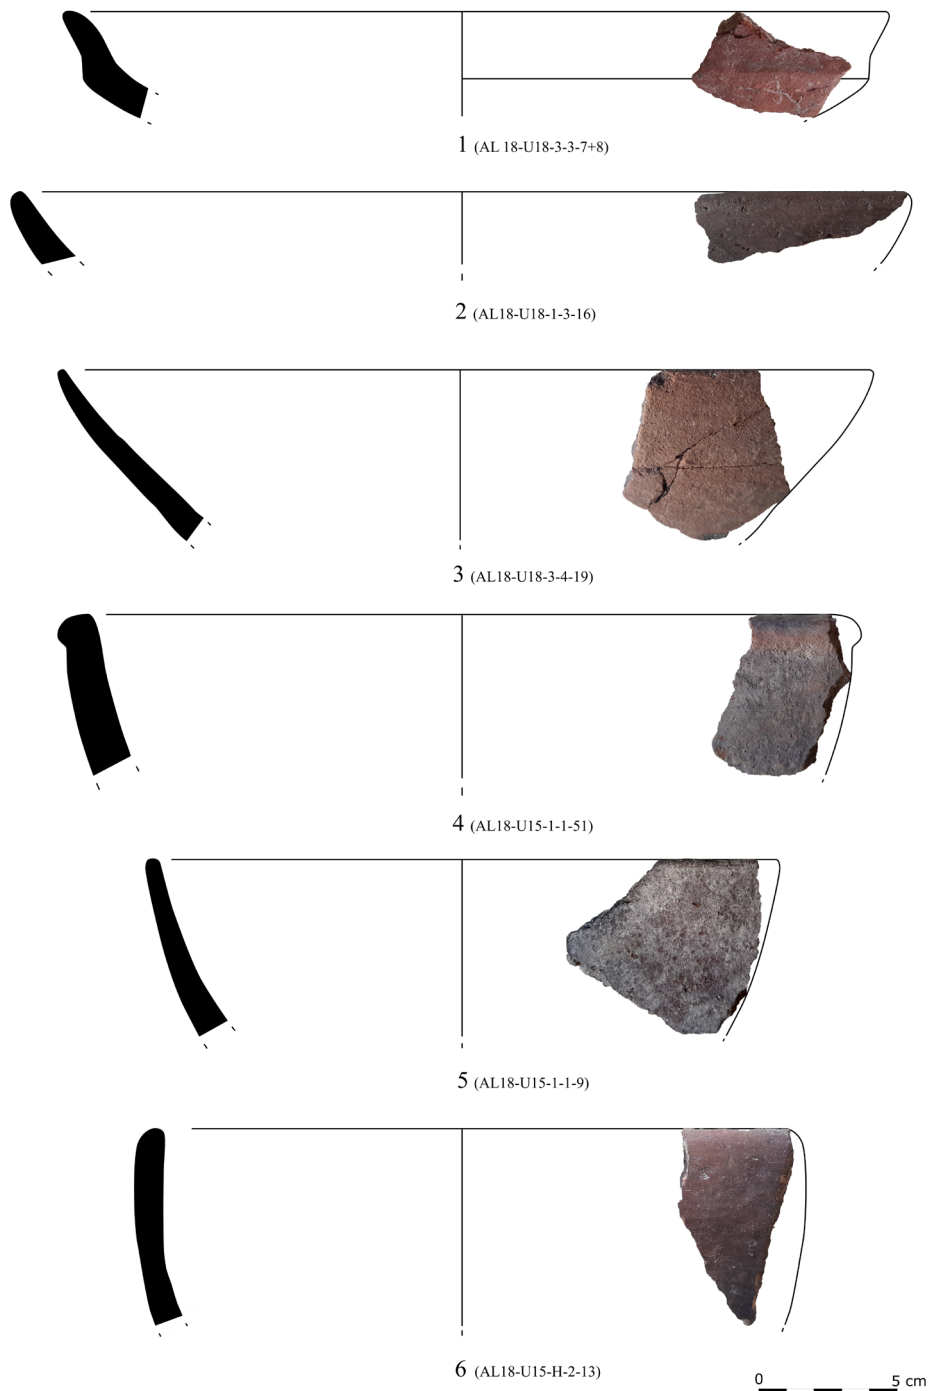 1 (AL 18-U18-3-3-7+8)
2 (AL18-U18-1-3-16)
3 (AL18-U18-3-4-19)
4 (AL18-U15-1-1-51)
5 (AL18-U15-1-1-9)
6 (AL18-U15-H-2-13)
0 5 cm